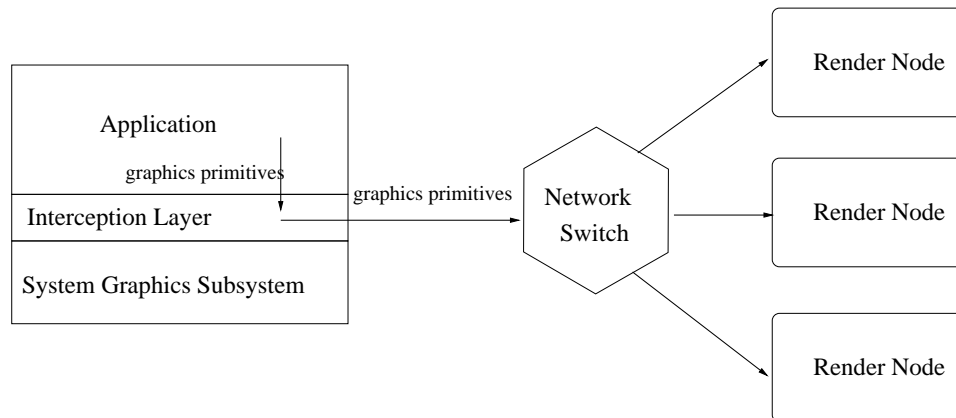 Application
graphics primitives
Interception Layer
System Graphics Subsystem
graphics primitives
Network
Switch
Render Node
Render Node
Render Node